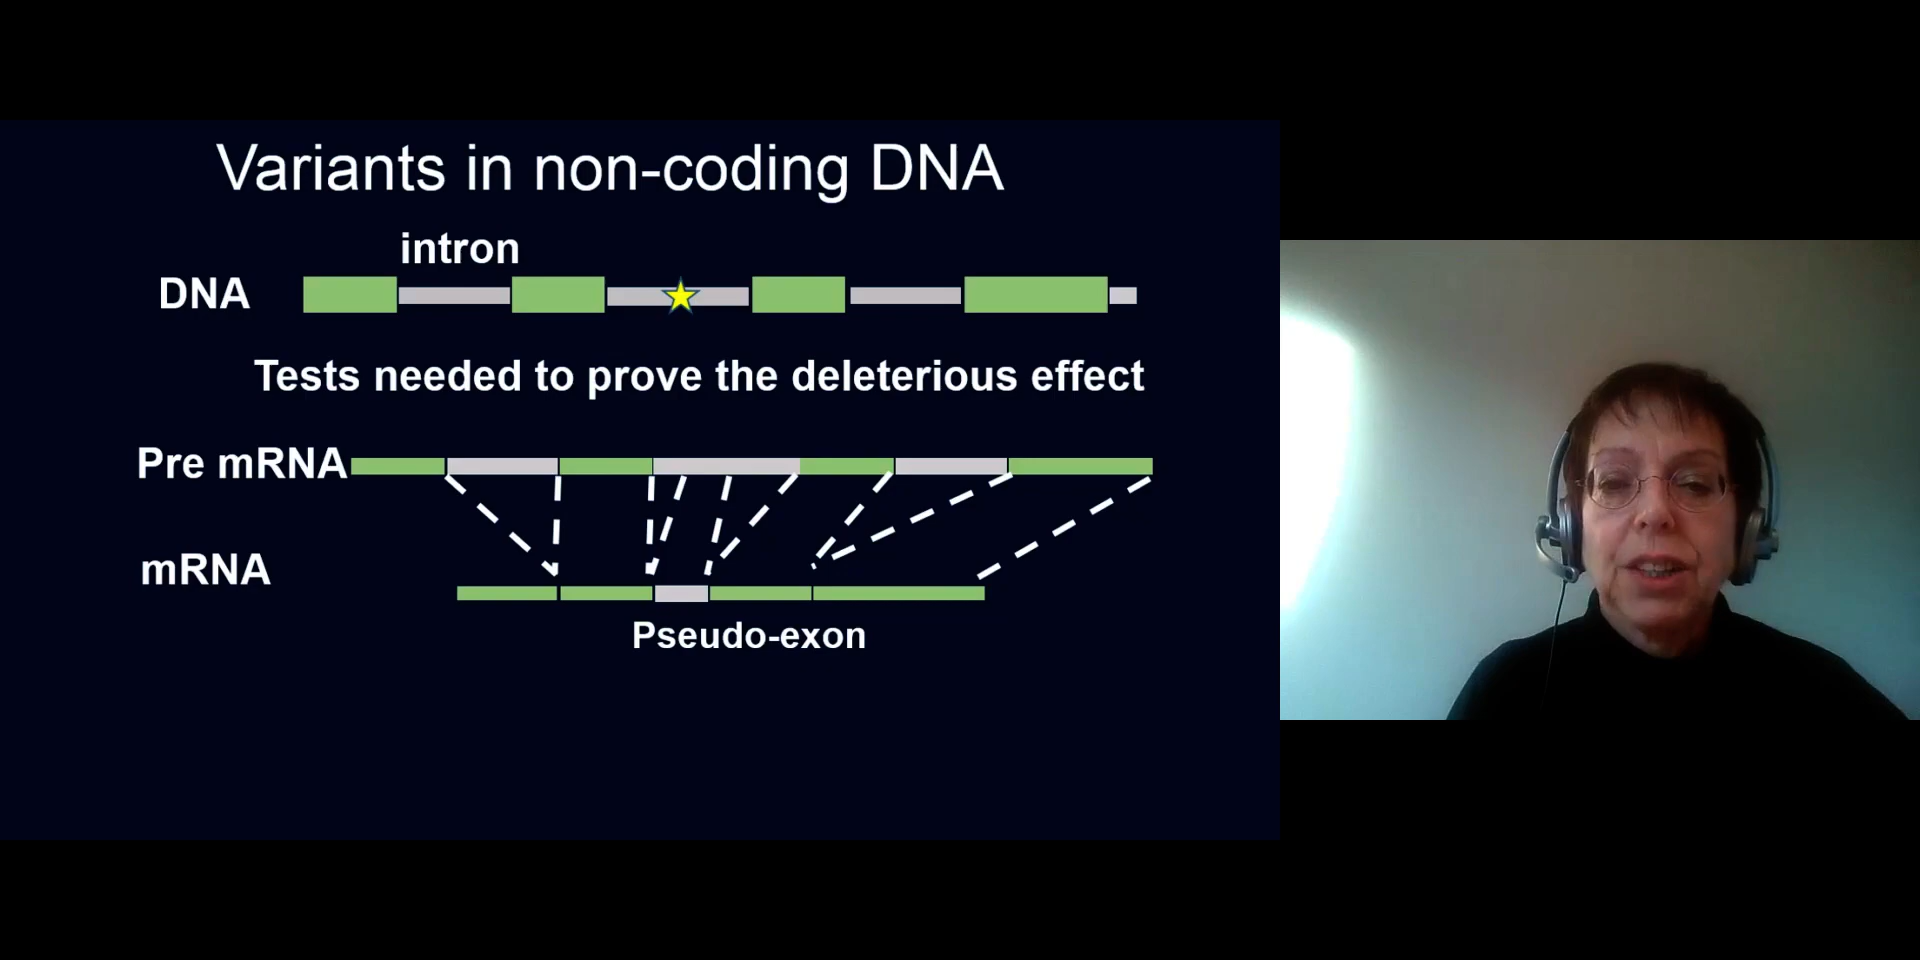 Variants in non-coding DNA
intron
DNA
Tests needed to prove the deleterious effect
Pre mRNA
mRNA
Pseudo-exon